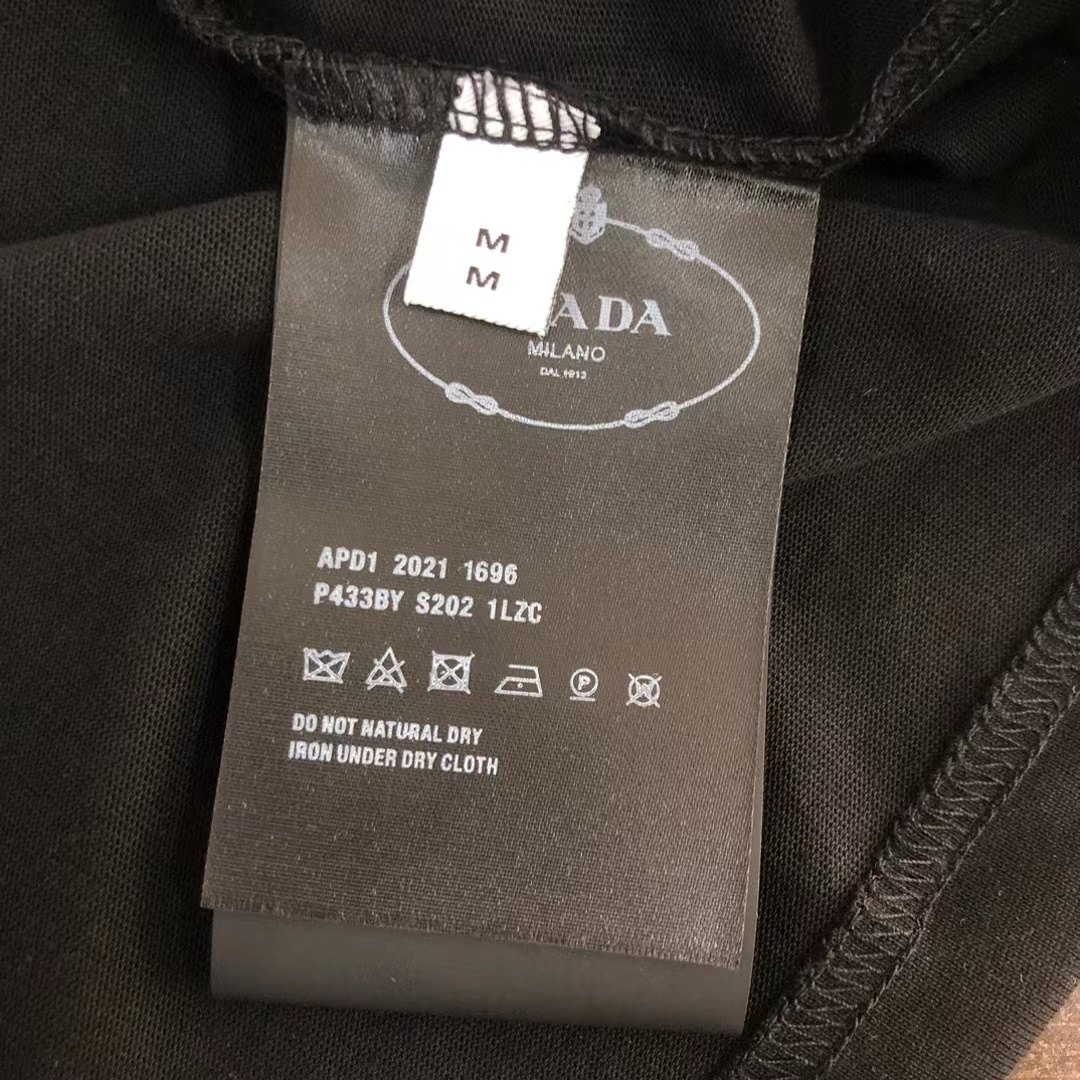 M
M
ADA
MILANO
DAL 1913
APD1 2021 1696
P433BY S202 1LZC
P
W
DO NOT NATURAL DRY
IRON UNDER DRY CLOTH